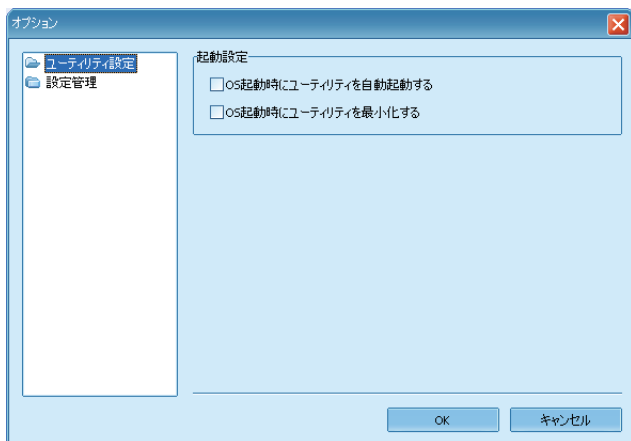 オプション
ユーティリティ設定
設定管理
起動設定
OS起動時にユーティリティを自動起動する
OS起動時にユーティリティを最小化する
OK
キャンセル